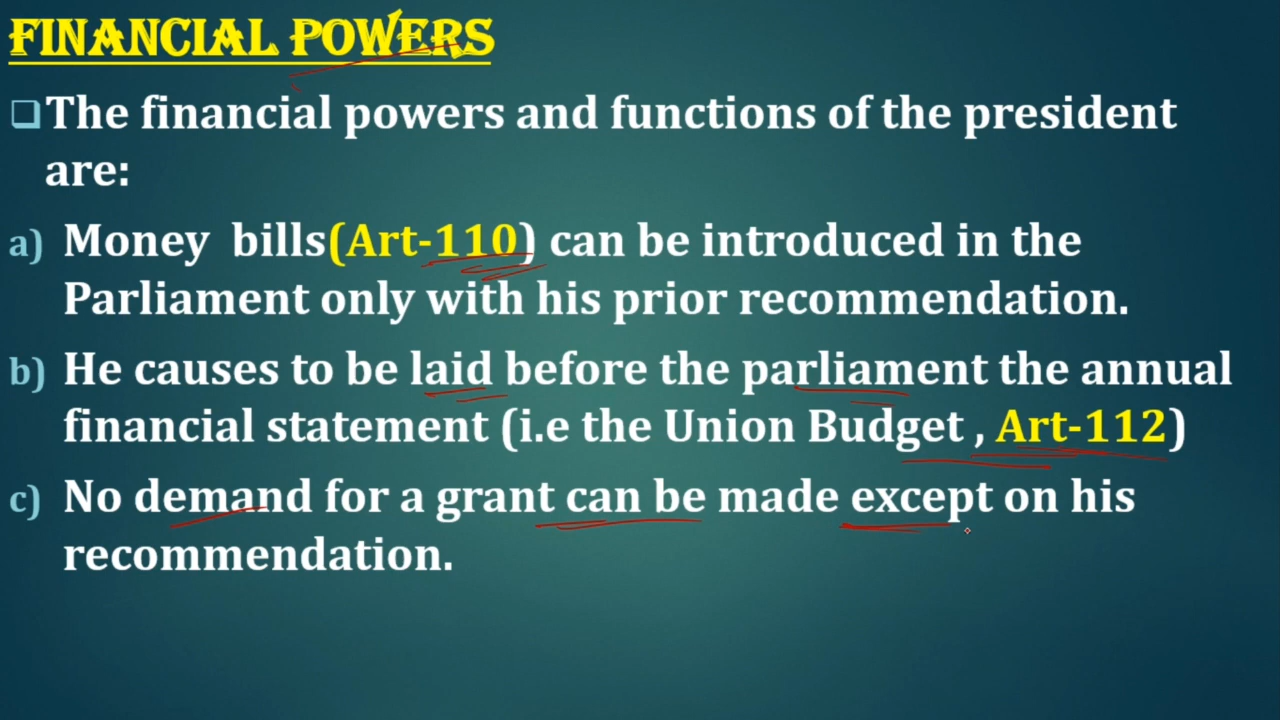 FINANCIAL POWERS
The financial powers and functions of the president
are:
a) Money bills(Art-110) can be introduced in the
Parliament only with his prior recommendation.
b) He causes to be laid before the parliament the annual
financial statement (i.e the Union Budget , Art-112)
c) No demand for a grant can be made except on his
recommendation.